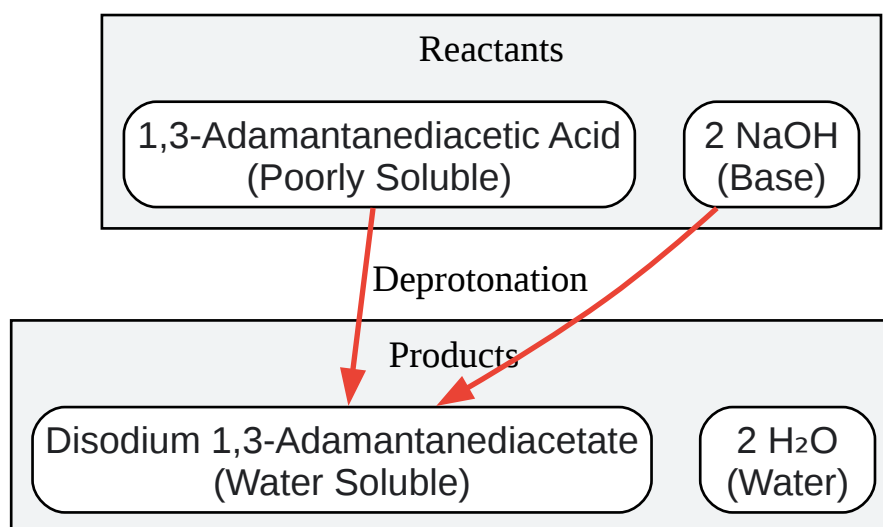 Reactants
1,3-Adamantanediacetic Acid
(Poorly Soluble)
2 NaOH
(Base)
Deprotonation
Products
Disodium 1,3-Adamantanediacetate
(Water Soluble)
2 H₂O
(Water)